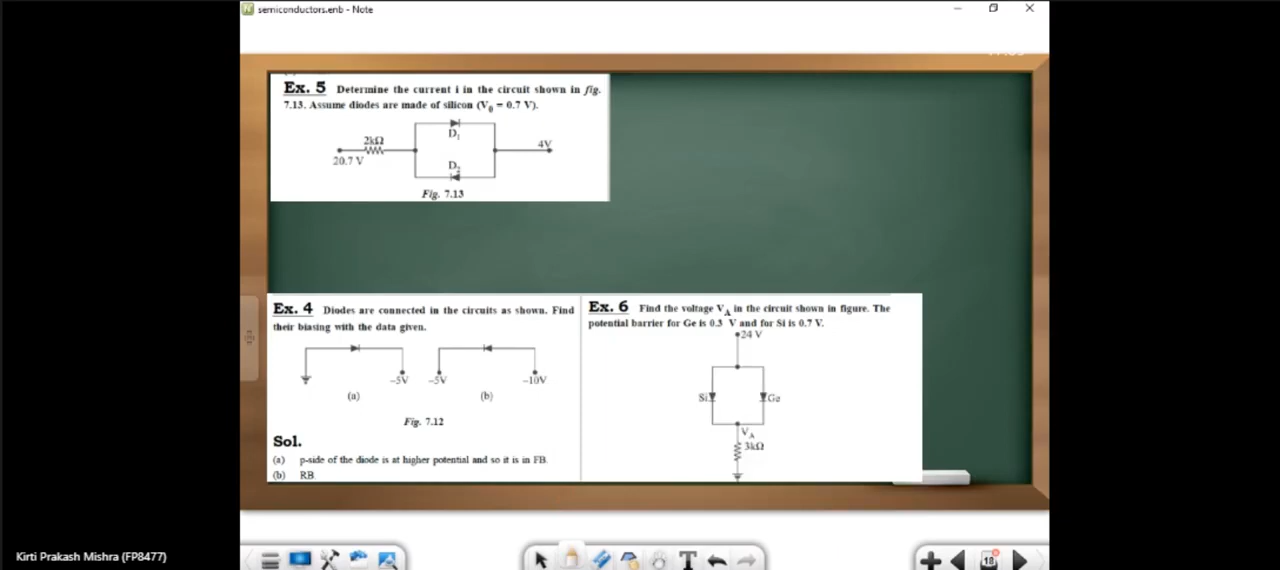 semiconductors.enb - Note
Ex. 5 Determine the current i in the circuit shown in fig.
7.13. Assume diodes are made of silicon (V₀ = 0.7 V).
2kΩ
D₁
4V
20.7 V
D₂
Fig. 7.13
Ex. 4 Diodes are connected in the circuits as shown. Find
their biasing with the data given.
-5V
-5V
-10V
(a)
(b)
Fig. 7.12
Sol.
(a) p-side of the diode is at higher potential and so it is in FB.
(b) RB.
Ex. 6 Find the voltage V_A in the circuit shown in figure. The
potential barrier for Ge is 0.3 V and for Si is 0.7 V.
24 V
Si
Ge
V_A
3kΩ
Kirti Prakash Mishra (FP8477)
T
18